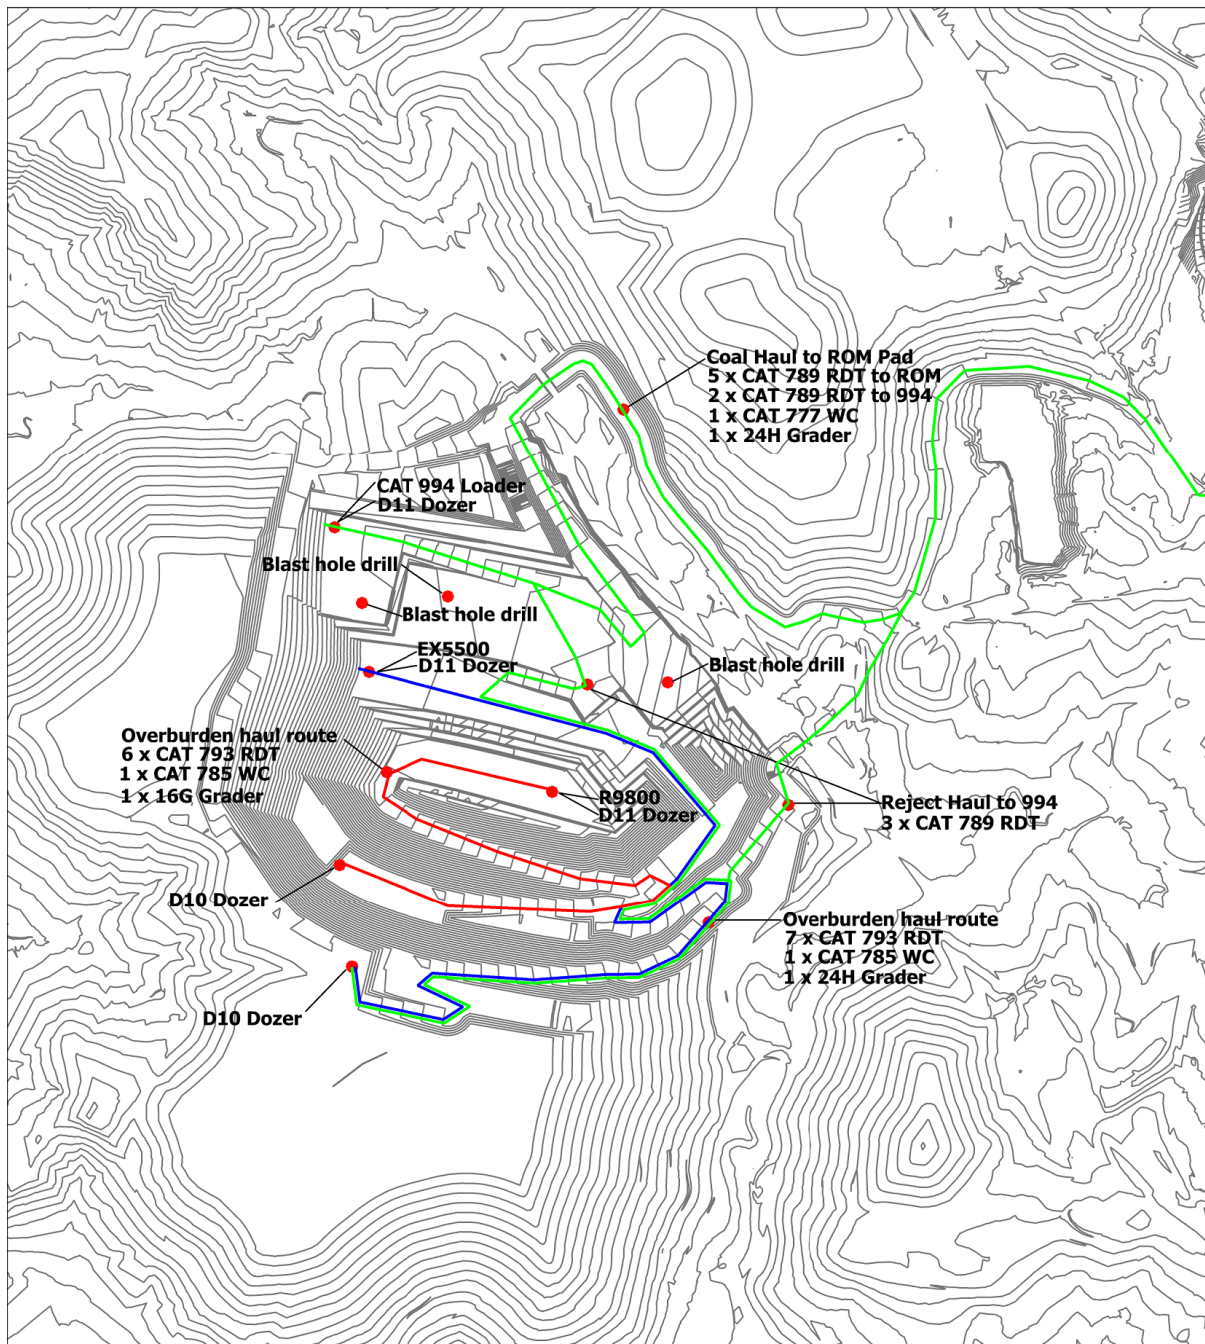 Coal Haul to ROM Pad
5 x CAT 789 RDT to ROM
2 x CAT 789 RDT to 994
1 x CAT 777 WC
1 x 24H Grader
CAT 994 Loader
D11 Dozer
Blast hole drill
Blast hole drill
EX5500
D11 Dozer
Blast hole drill
Overburden haul route
6 x CAT 793 RDT
1 x CAT 785 WC
1 x 16G Grader
R9800
D11 Dozer
Reject Haul to 994
3 x CAT 789 RDT
D10 Dozer
Overburden haul route
7 x CAT 793 RDT
1 x CAT 785 WC
1 x 24H Grader
D10 Dozer